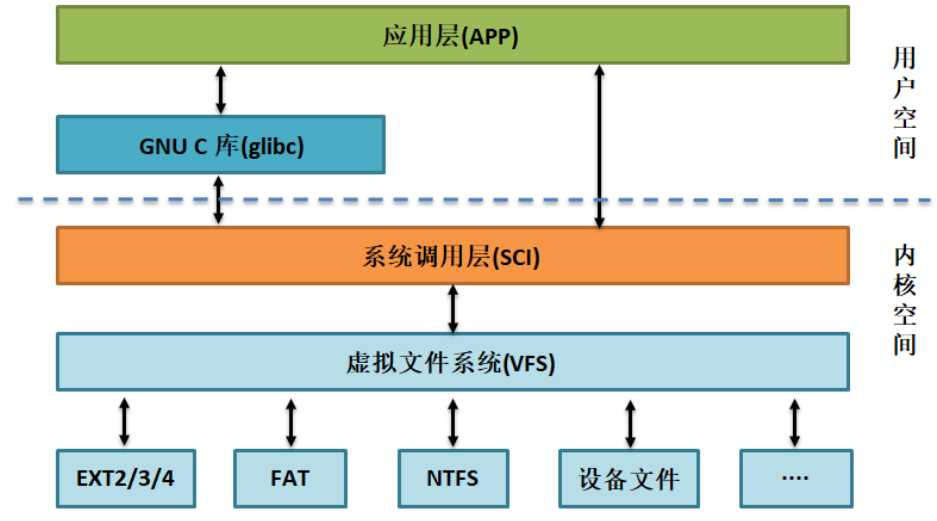 应用层(APP)
用户空间
GNU C 库(glibc)
系统调用层(SCI)
内核空间
虚拟文件系统(VFS)
EXT2/3/4
FAT
NTFS
设备文件
....